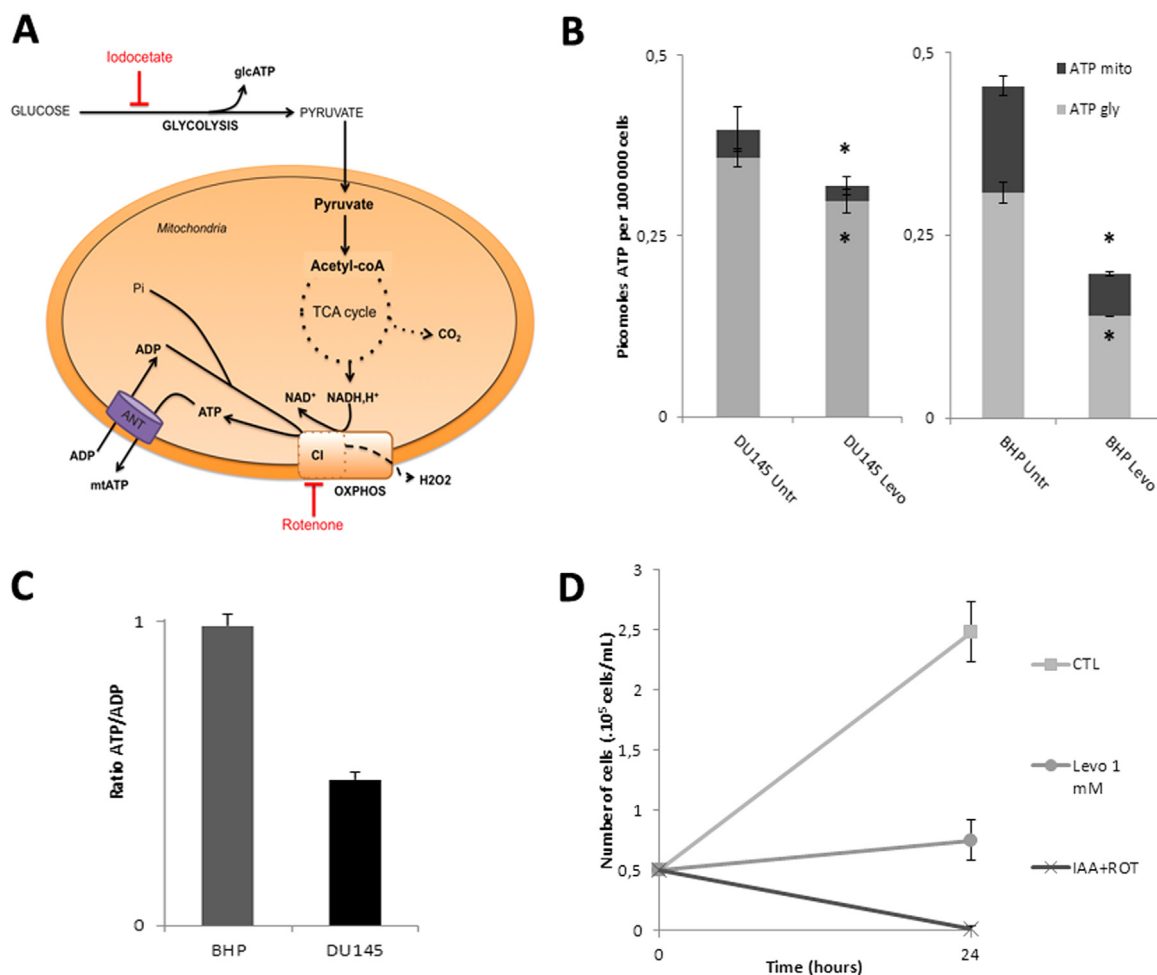 A
Iodocetate
glcATP
GLUCOSE
PYRUVATE
GLYCOLYSIS
Pyruvate
Mitochondria
Acetyl-coA
Pi
TCA cycle
CO2
ADP
NAD+
NADH,H+
ATP
ANT
CI
ADP
mtATP
H2O2
OXPHOS
Rotenone
B
Picomoles ATP per 100 000 cells
0,5
0,25
0
*
*
DU145 Untr
DU145 Levo
0,5
0,25
0
*
*
BHP Untr
BHP Levo
ATP mito
ATP gly
C
Ratio ATP/ADP
1
0
BHP
DU145
D
Number of cells (.10⁵ cells/mL)
3
2,5
2
1,5
1
0,5
0
0
24
Time (hours)
CTL
Levo 1
mM
IAA+ROT